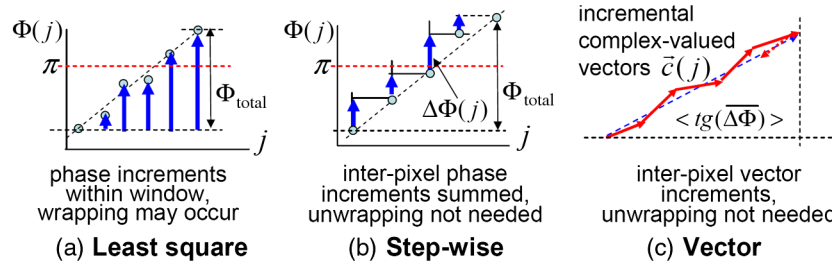 Φ(j)
π
Φtotal
j
phase increments
within window,
wrapping may occur
(a) Least square
Φ(j)
π
ΔΦ(j)
Φtotal
j
inter-pixel phase
increments summed,
unwrapping not needed
(b) Step-wise
incremental
complex-valued
vectors c⃗(j)
< tg(Δ̅Φ̅) >
inter-pixel vector
increments,
unwrapping not needed
(c) Vector